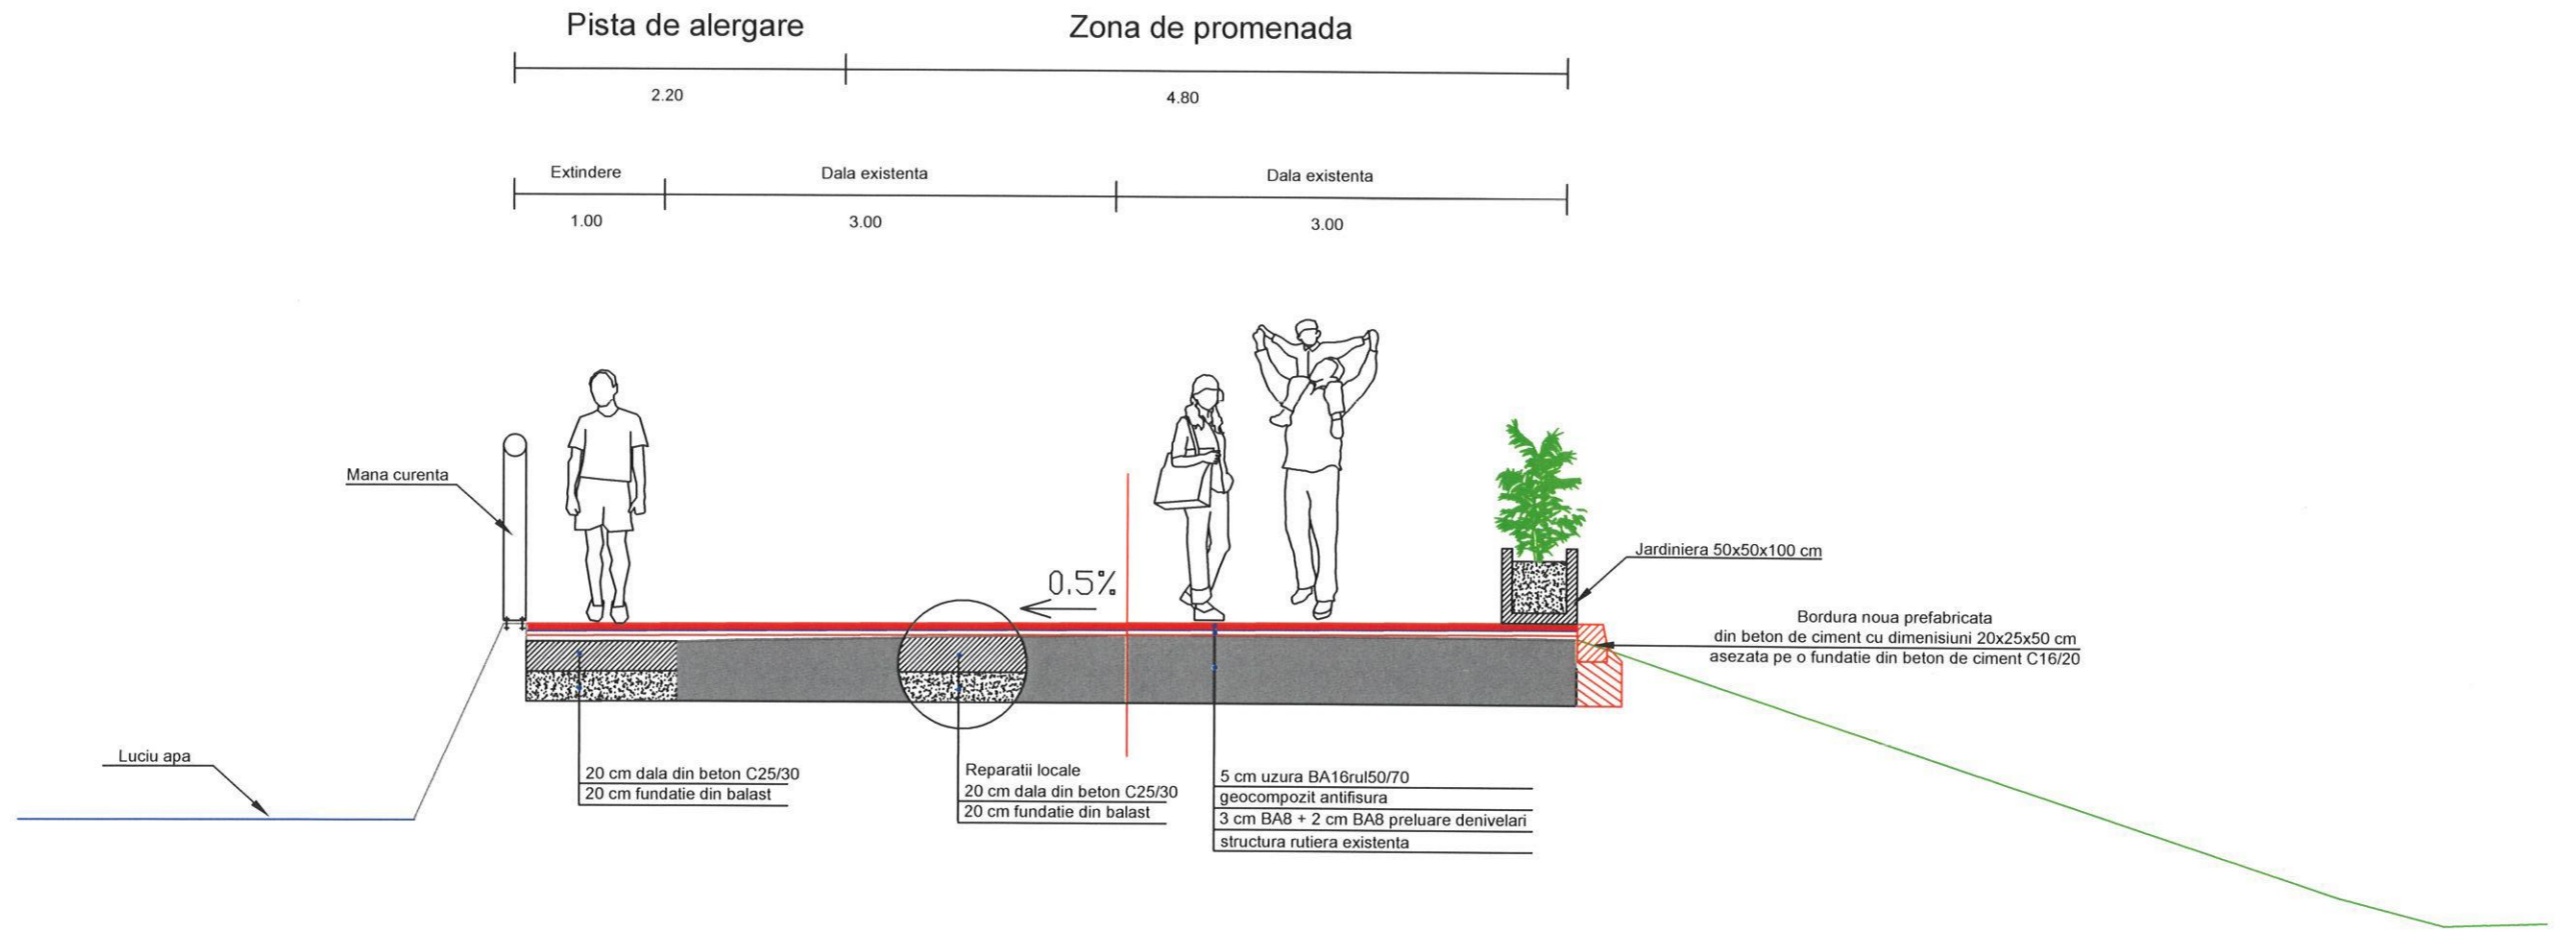 Pista de alergare
Zona de promenada
2.20
4.80
Extindere
Dala existenta
Dala existenta
1.00
3.00
3.00
Mana curenta
0.5%
Jardiniera 50x50x100 cm
Bordura noua prefabricata
din beton de ciment cu dimenisiuni 20x25x50 cm
asezata pe o fundatie din beton de ciment C16/20
Luciu apa
20 cm dala din beton C25/30
20 cm fundatie din balast
Reparatii locale
20 cm dala din beton C25/30
20 cm fundatie din balast
5 cm uzura BA16rul50/70
geocompozit antifisura
3 cm BA8 + 2 cm BA8 preluare denivelari
structura rutiera existenta